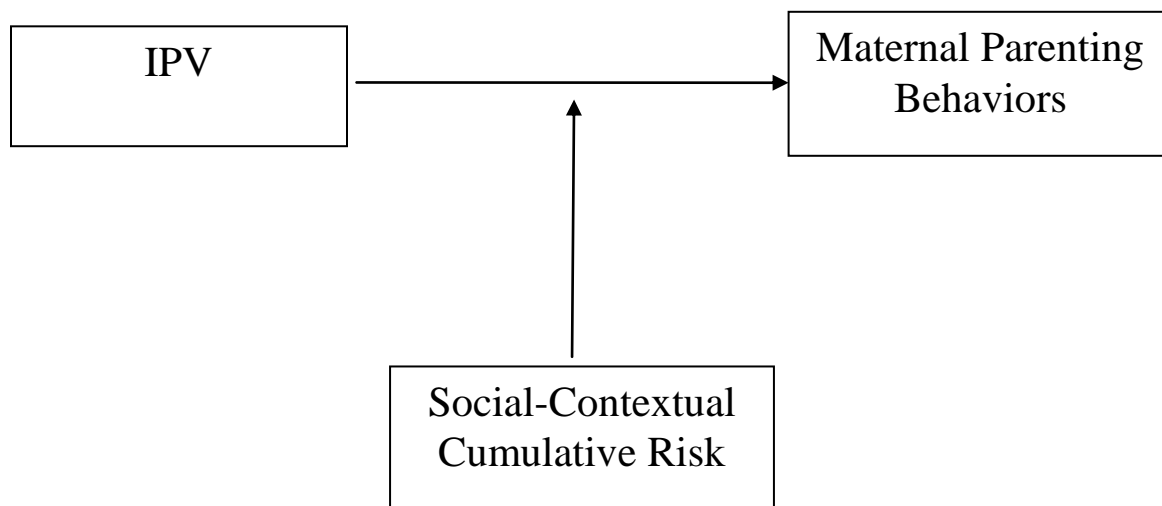 IPV
Maternal Parenting
Behaviors
Social-Contextual
Cumulative Risk